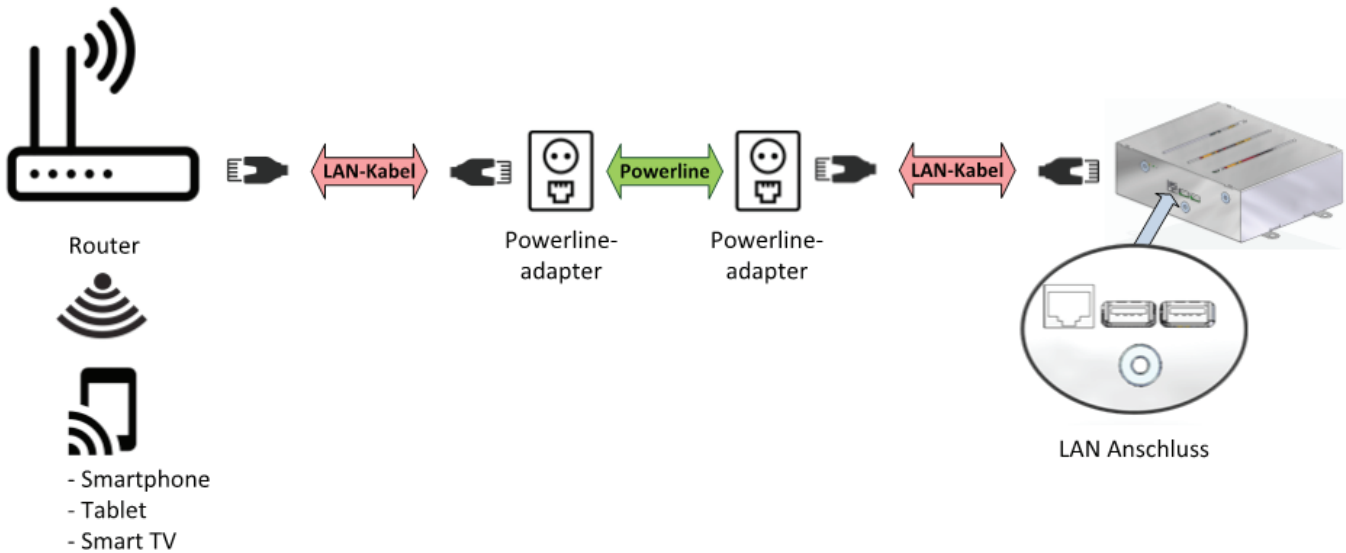 LAN-Kabel
Powerline
LAN-Kabel
Router
Powerline-
adapter
Powerline-
adapter
LAN Anschluss
- Smartphone
- Tablet
- Smart TV